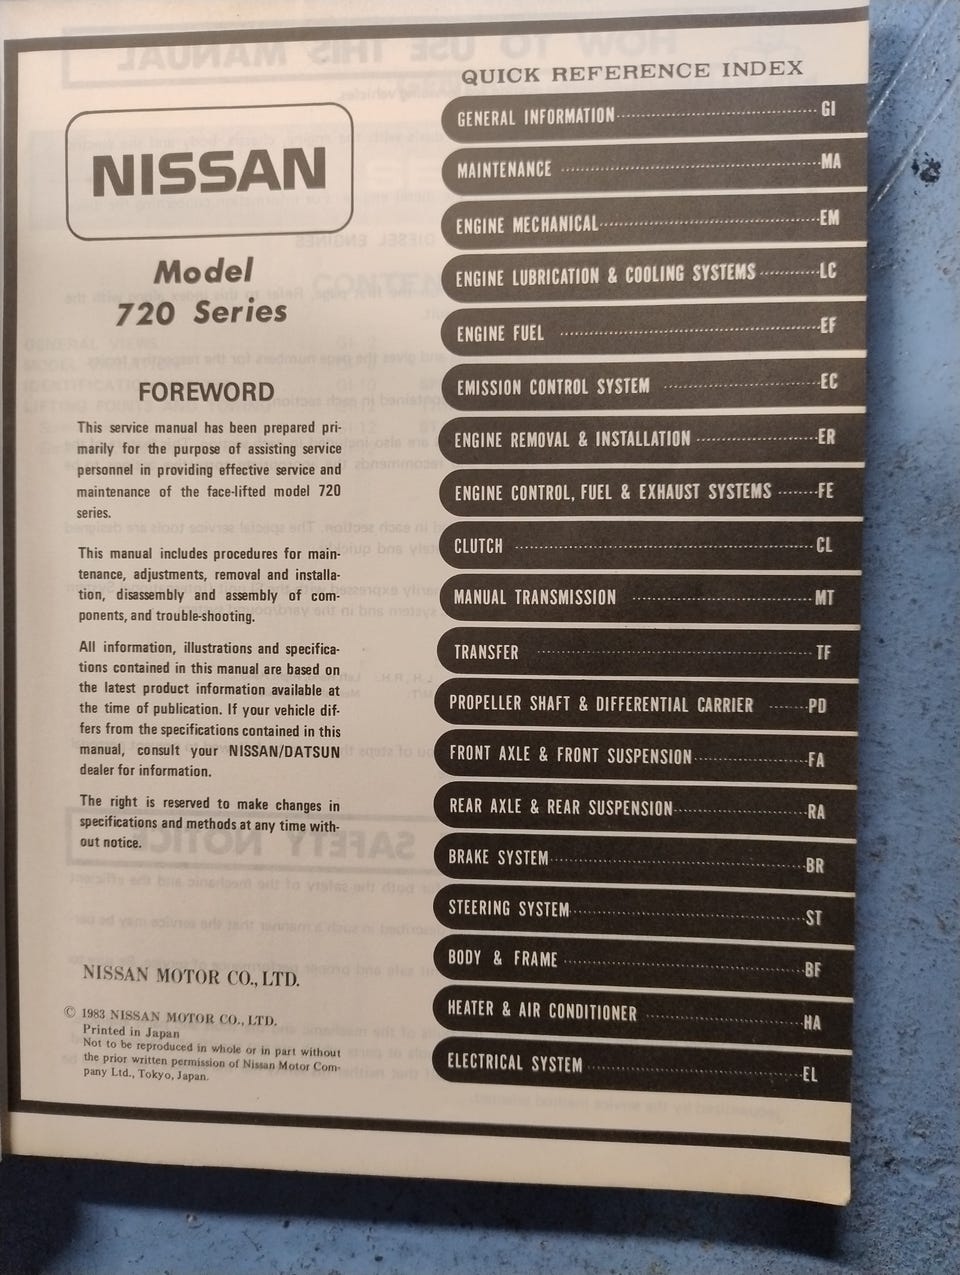 NISSAN
Model
720 Series
FOREWORD
This service manual has been prepared pri-
marily for the purpose of assisting service
personnel in providing effective service and
maintenance of the face-lifted model 720
series.
This manual includes procedures for main-
tenance, adjustments, removal and installa-
tion, disassembly and assembly of com-
ponents, and trouble-shooting.
All information, illustrations and specifica-
tions contained in this manual are based on
the latest product information available at
the time of publication. If your vehicle dif-
fers from the specifications contained in this
manual, consult your NISSAN/DATSUN
dealer for information.
The right is reserved to make changes in
specifications and methods at any time with-
out notice.
NISSAN MOTOR CO., LTD.
© 1983 NISSAN MOTOR CO., LTD.
Printed in Japan
Not to be reproduced in whole or in part without
the prior written permission of Nissan Motor Com-
pany Ltd., Tokyo, Japan.
QUICK REFERENCE INDEX
GENERAL INFORMATION GI
MAINTENANCE MA
ENGINE MECHANICAL EM
ENGINE LUBRICATION & COOLING SYSTEMS LC
ENGINE FUEL EF
EMISSION CONTROL SYSTEM EC
ENGINE REMOVAL & INSTALLATION ER
ENGINE CONTROL, FUEL & EXHAUST SYSTEMS FE
CLUTCH CL
MANUAL TRANSMISSION MT
TRANSFER TF
PROPELLER SHAFT & DIFFERENTIAL CARRIER PD
FRONT AXLE & FRONT SUSPENSION FA
REAR AXLE & REAR SUSPENSION RA
BRAKE SYSTEM BR
STEERING SYSTEM ST
BODY & FRAME BF
HEATER & AIR CONDITIONER HA
ELECTRICAL SYSTEM EL